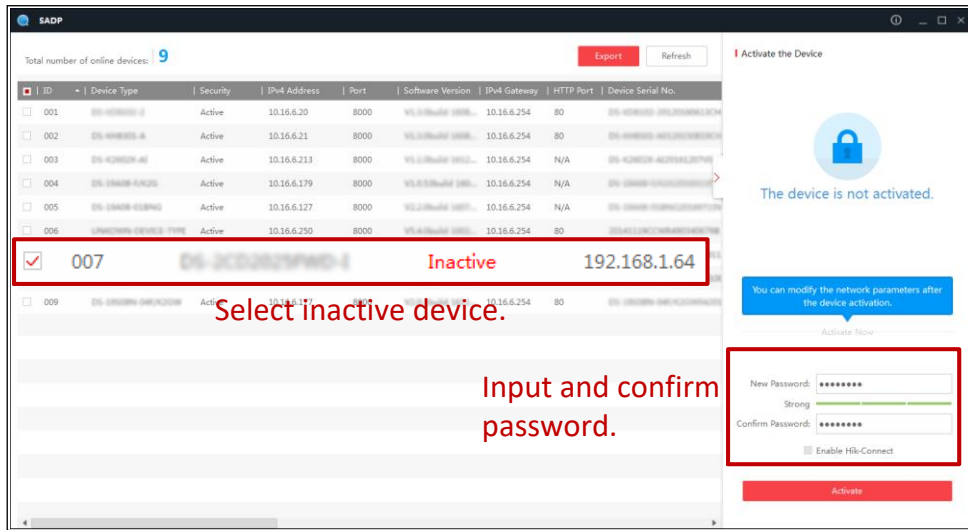 SADP
Total number of online devices: 9
Export Refresh
ID Device Type Security IPv4 Address Port Software Version IPv4 Gateway HTTP Port Device Serial No.
001 Active 10.16.6.20 8000 10.16.6.254 80
002 Active 10.16.6.21 8000 10.16.6.254 80
003 Active 10.16.6.213 8000 10.16.6.254 N/A
004 Active 10.16.6.179 8000 10.16.6.254 N/A
005 Active 10.16.6.127 8000 10.16.6.254 N/A
006 Active 10.16.6.250 8000 10.16.6.254 80
007 Inactive 192.168.1.64
009 10.16.6.254 80
Select inactive device.
Input and confirm
password.
Activate the Device
The device is not activated.
You can modify the network parameters after
the device activation.
Activate Now
New Password: ●●●●●●●●
Strong
Confirm Password: ●●●●●●●●
Enable Hik-Connect
Activate